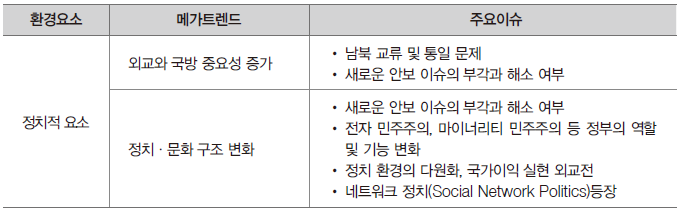 환경요소 메가트렌드 주요이슈
정치적 요소
외교와 국방 중요성 증가
• 남북 교류 및 통일 문제
• 새로운 안보 이슈의 부각과 해소 여부
정치 · 문화 구조 변화
• 새로운 안보 이슈의 부각과 해소 여부
• 전자 민주주의, 마이너리티 민주주의 등 정부의 역할
및 기능 변화
• 정치 환경의 다원화, 국가이익 실현 외교전
• 네트워크 정치(Social Network Politics)등장